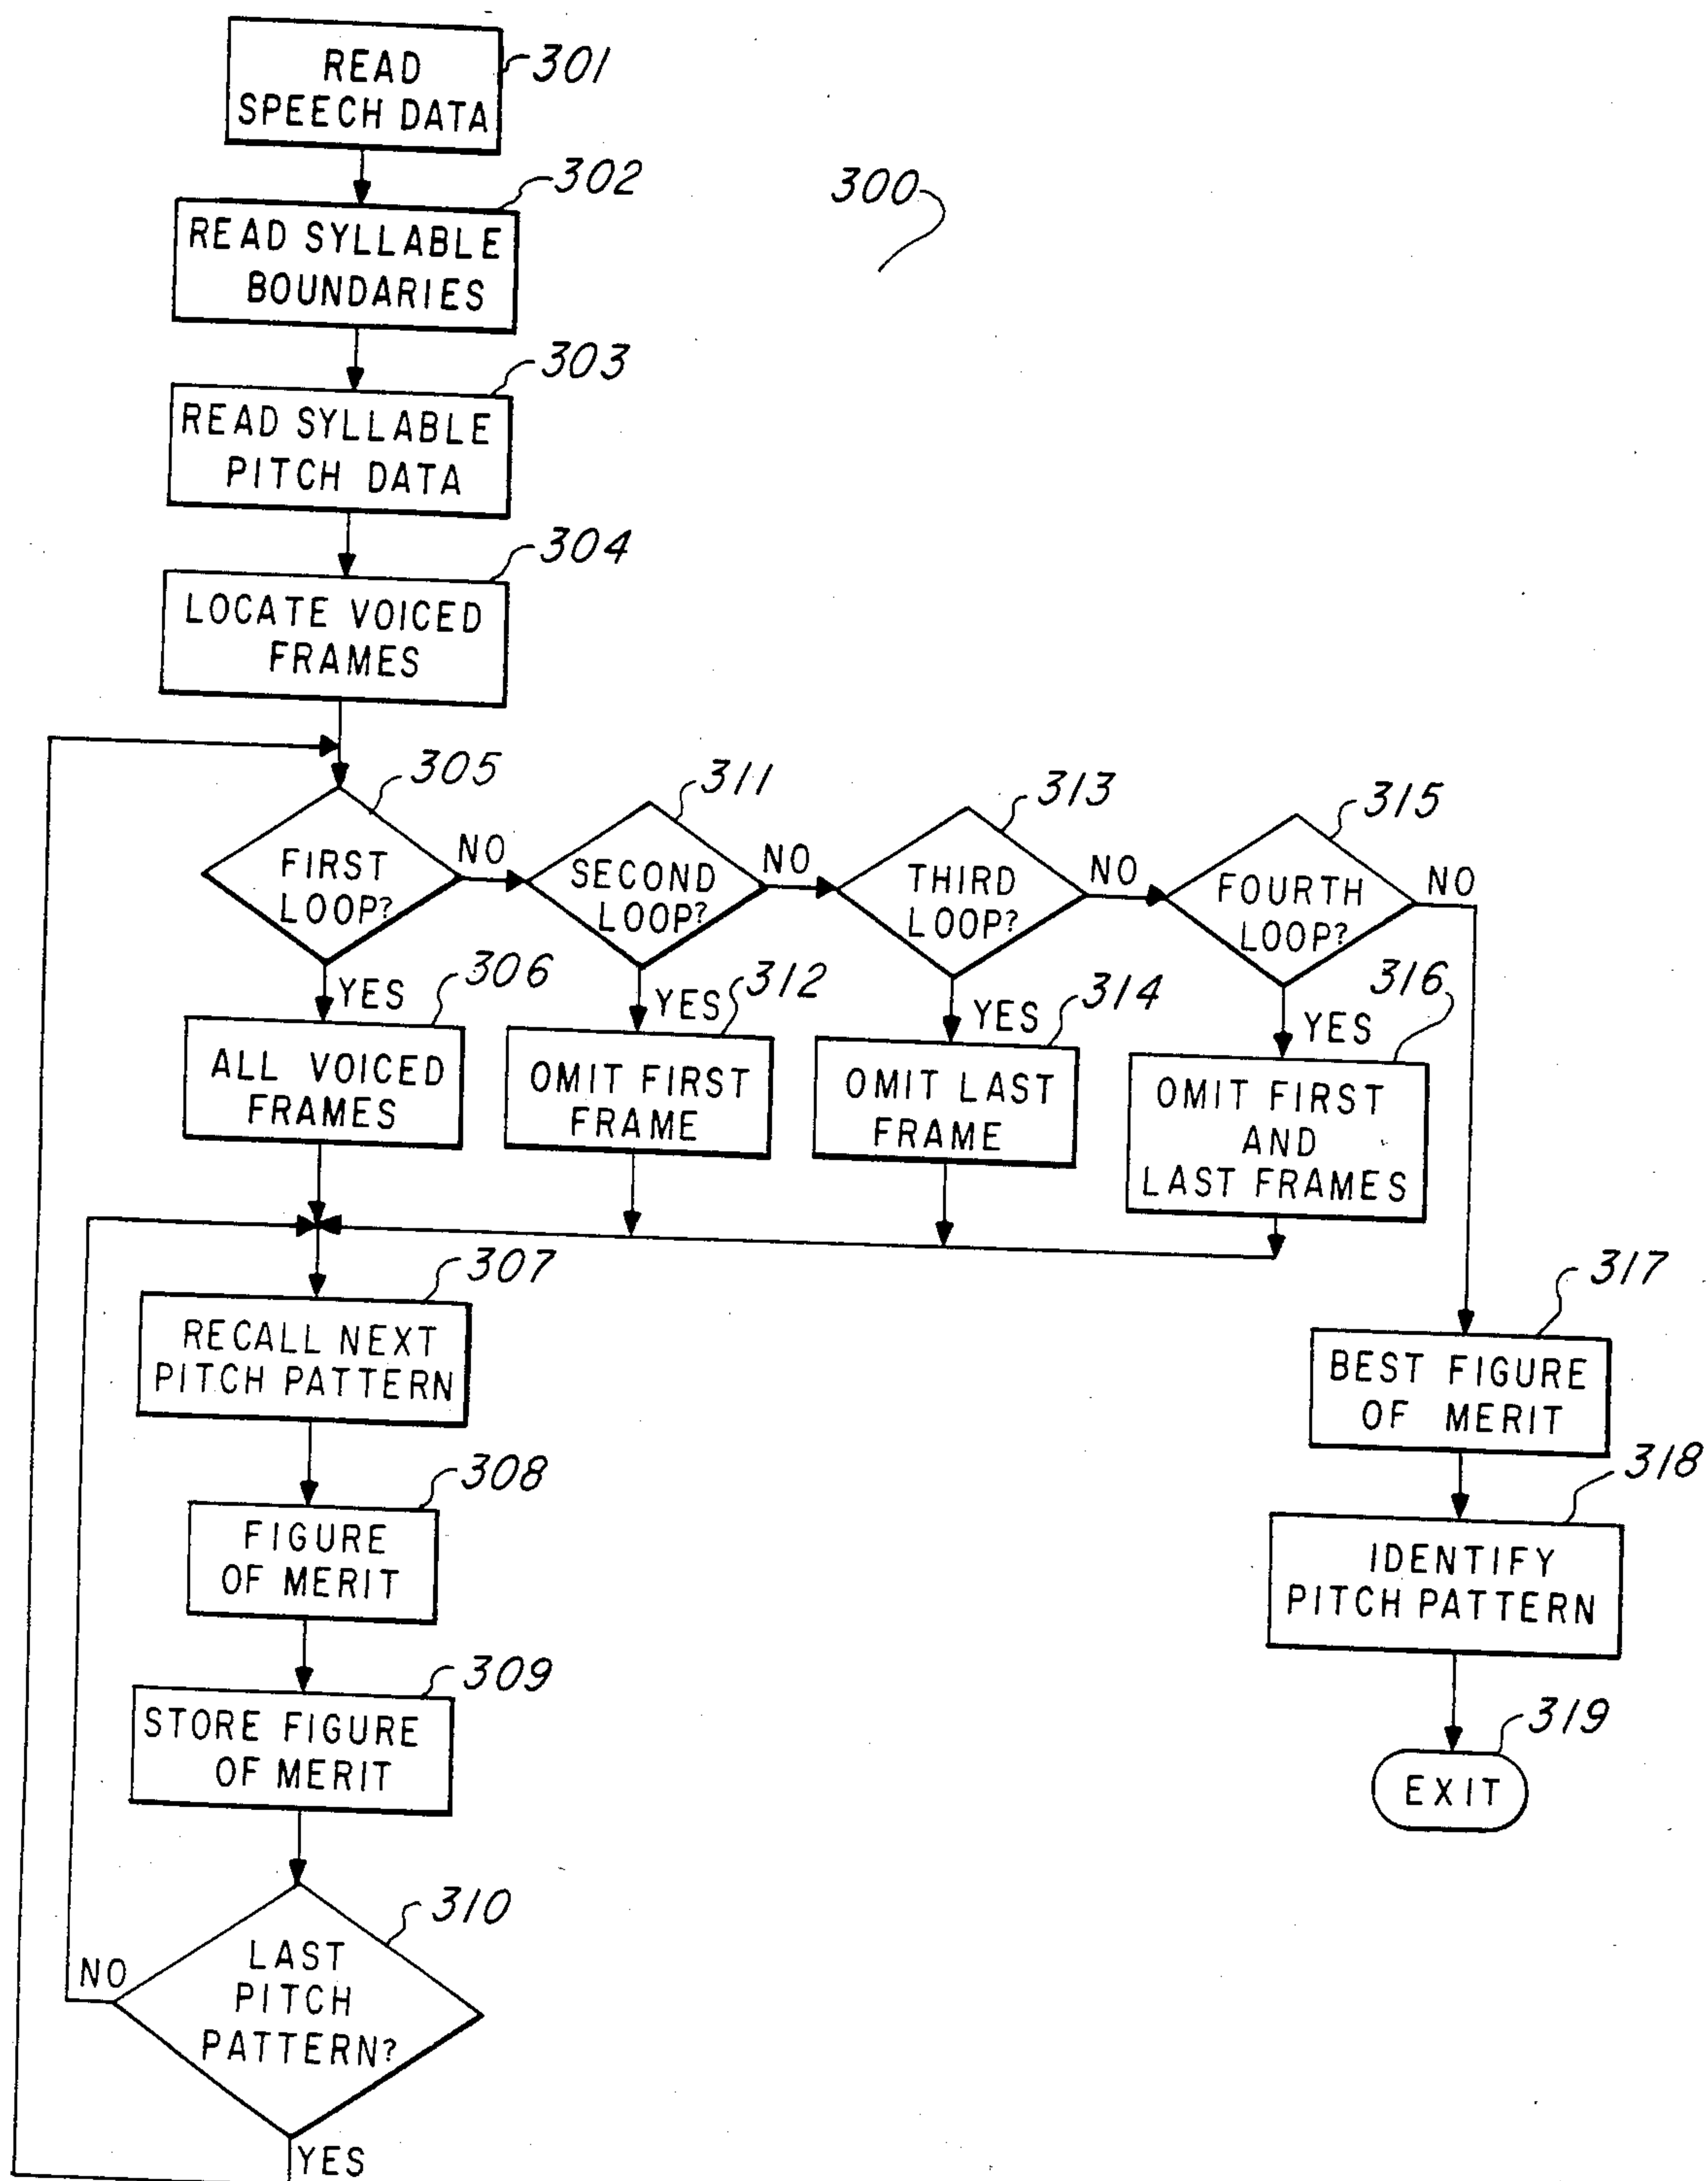 READ
SPEECH DATA
301
READ SYLLABLE
BOUNDARIES
302
300
READ SYLLABLE
PITCH DATA
303
LOCATE VOICED
FRAMES
304
FIRST
LOOP?
305
NO
YES
SECOND
LOOP?
311
NO
YES
THIRD
LOOP?
313
NO
YES
FOURTH
LOOP?
315
NO
YES
ALL VOICED
FRAMES
306
OMIT FIRST
FRAME
312
OMIT LAST
FRAME
314
OMIT FIRST
AND
LAST FRAMES
316
RECALL NEXT
PITCH PATTERN
307
FIGURE
OF MERIT
308
STORE FIGURE
OF MERIT
309
LAST
PITCH
PATTERN?
310
NO
YES
BEST FIGURE
OF MERIT
317
IDENTIFY
PITCH PATTERN
318
EXIT
319